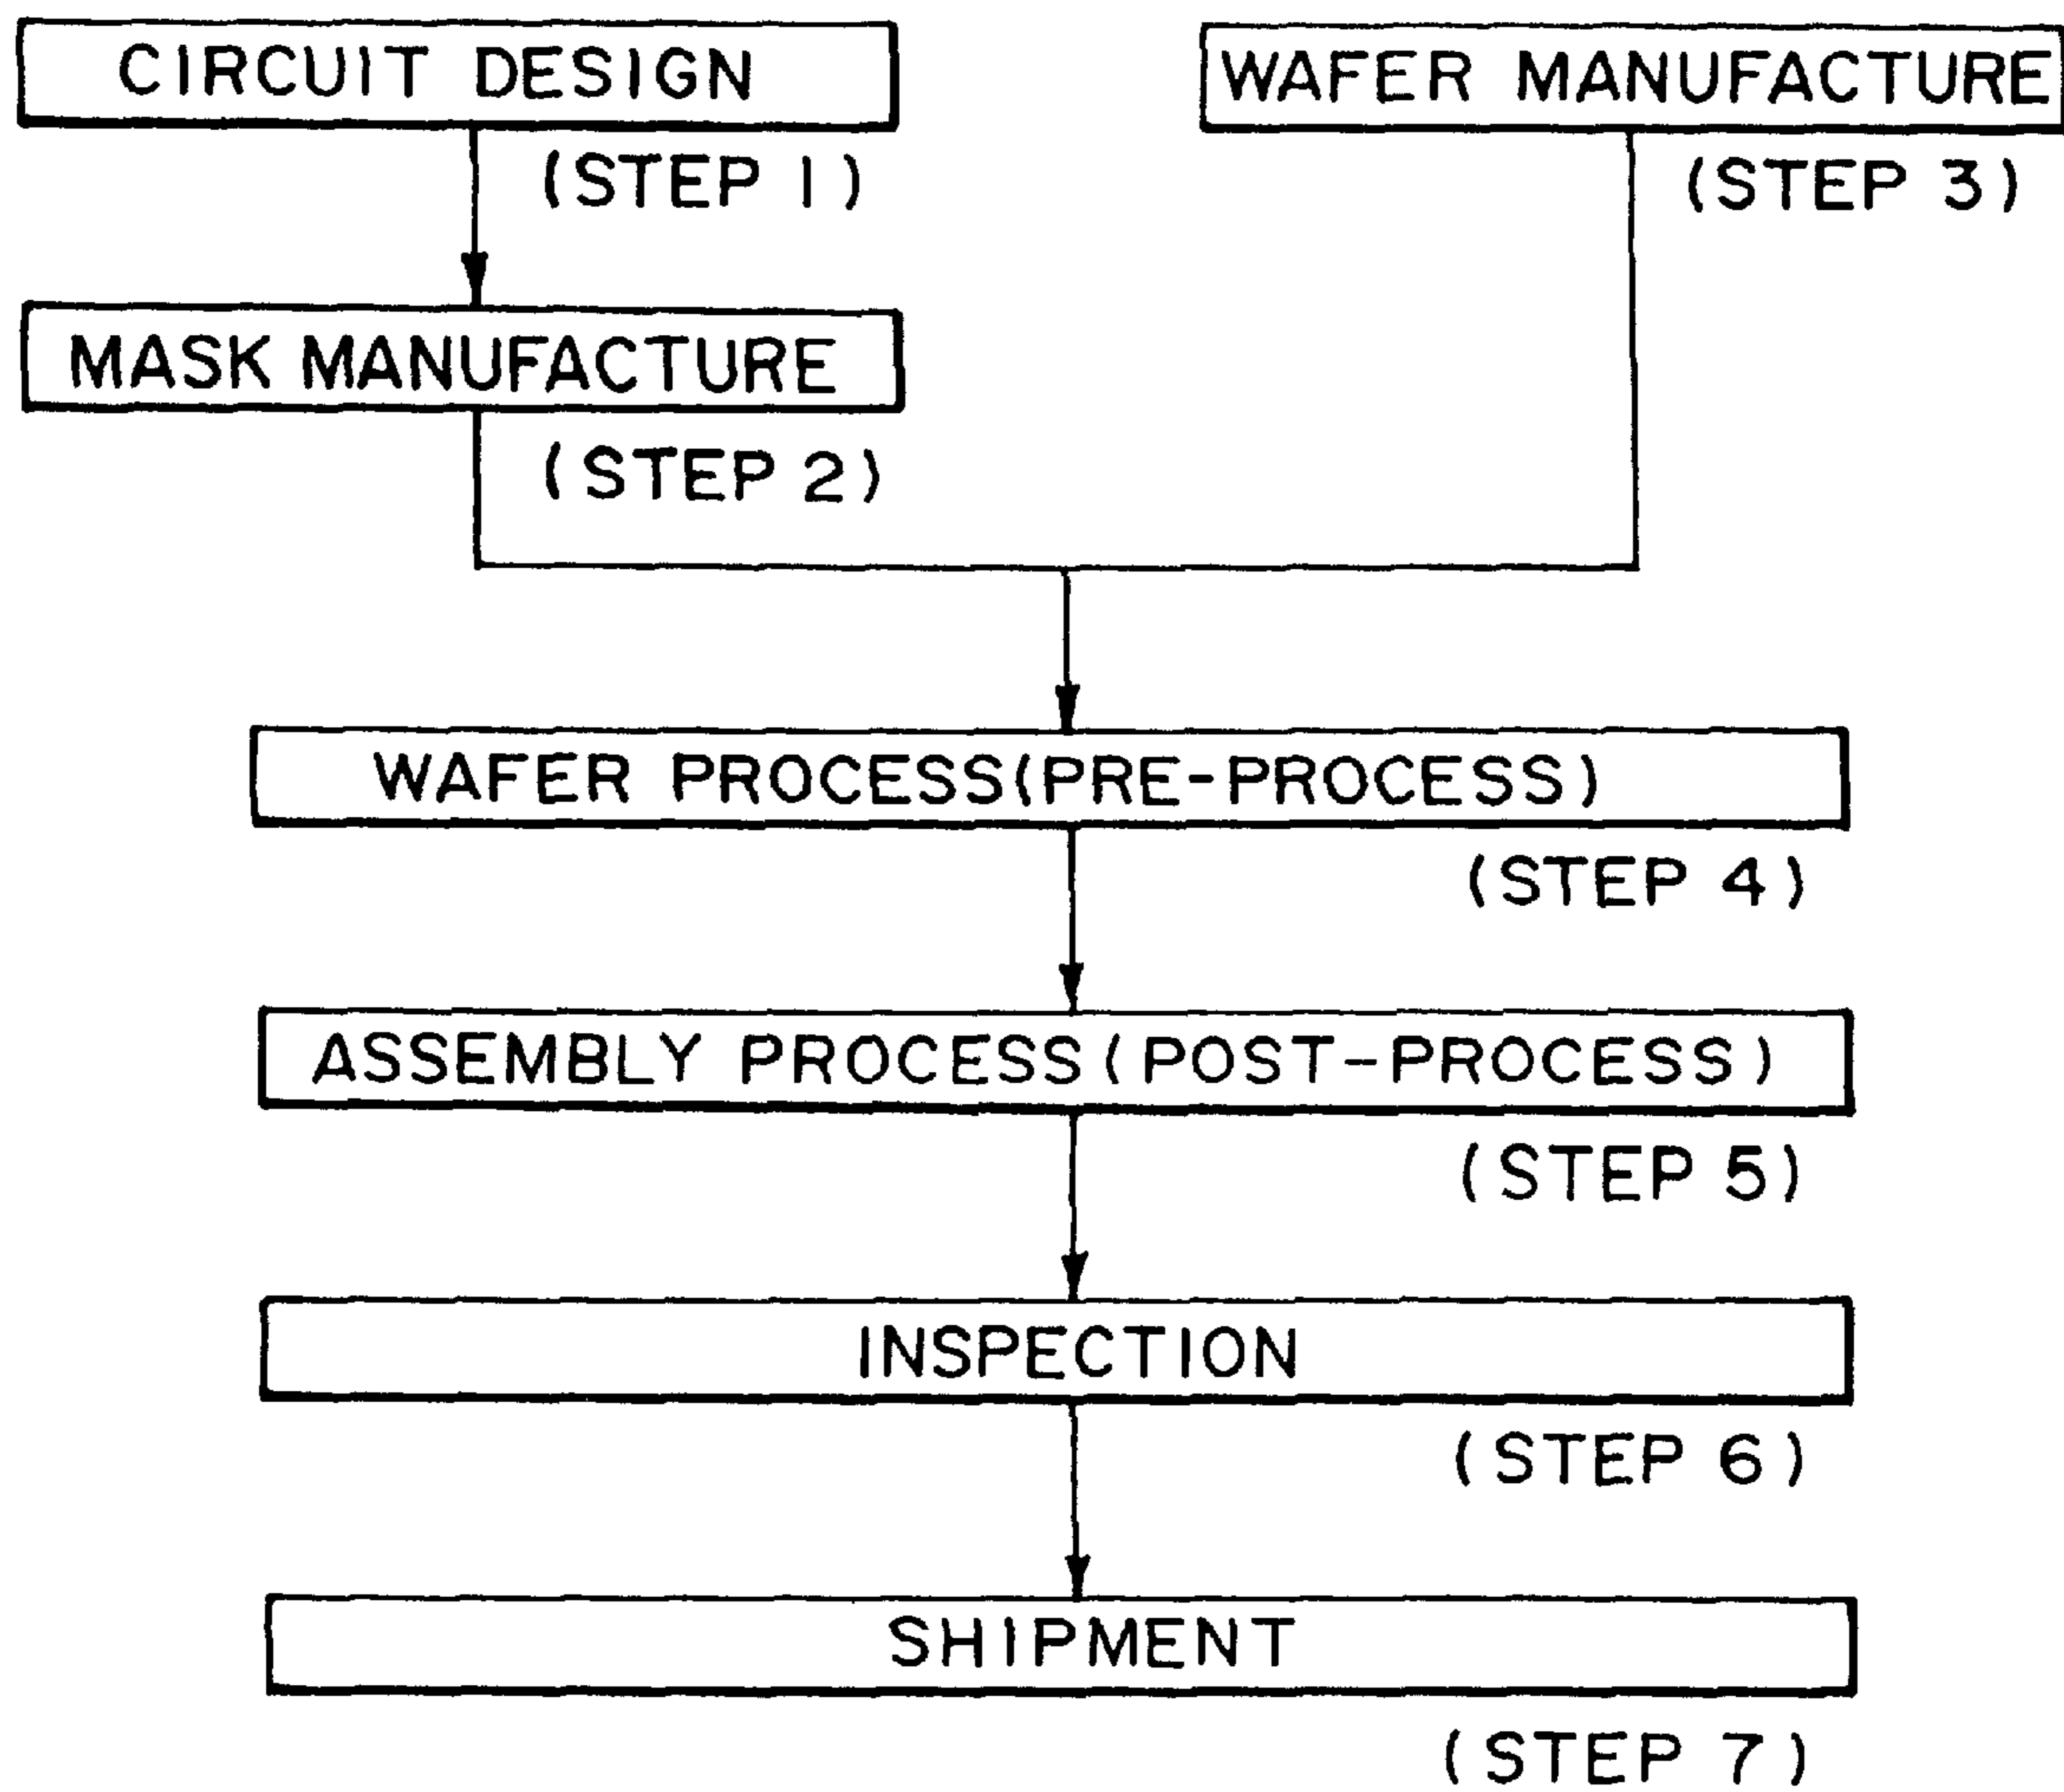 CIRCUIT DESIGN
(STEP 1)
MASK MANUFACTURE
(STEP 2)
WAFER MANUFACTURE
(STEP 3)
WAFER PROCESS(PRE-PROCESS)
(STEP 4)
ASSEMBLY PROCESS(POST-PROCESS)
(STEP 5)
INSPECTION
(STEP 6)
SHIPMENT
(STEP 7)